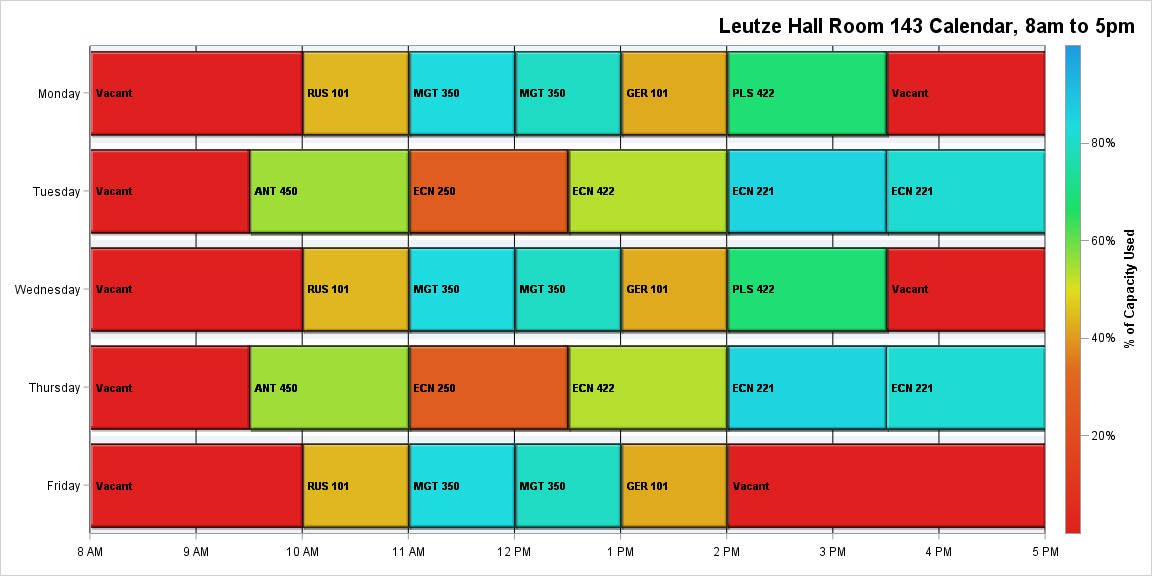 Leutze Hall Room 143 Calendar, 8am to 5pm
Monday
Vacant
RUS 101
MGT 350
MGT 350
GER 101
PLS 422
Vacant
Tuesday
Vacant
ANT 450
ECN 250
ECN 422
ECN 221
ECN 221
Wednesday
Vacant
RUS 101
MGT 350
MGT 350
GER 101
PLS 422
Vacant
Thursday
Vacant
ANT 450
ECN 250
ECN 422
ECN 221
ECN 221
Friday
Vacant
RUS 101
MGT 350
MGT 350
GER 101
Vacant
8 AM
9 AM
10 AM
11 AM
12 PM
1 PM
2 PM
3 PM
4 PM
5 PM
80%
60%
40%
20%
% of Capacity Used